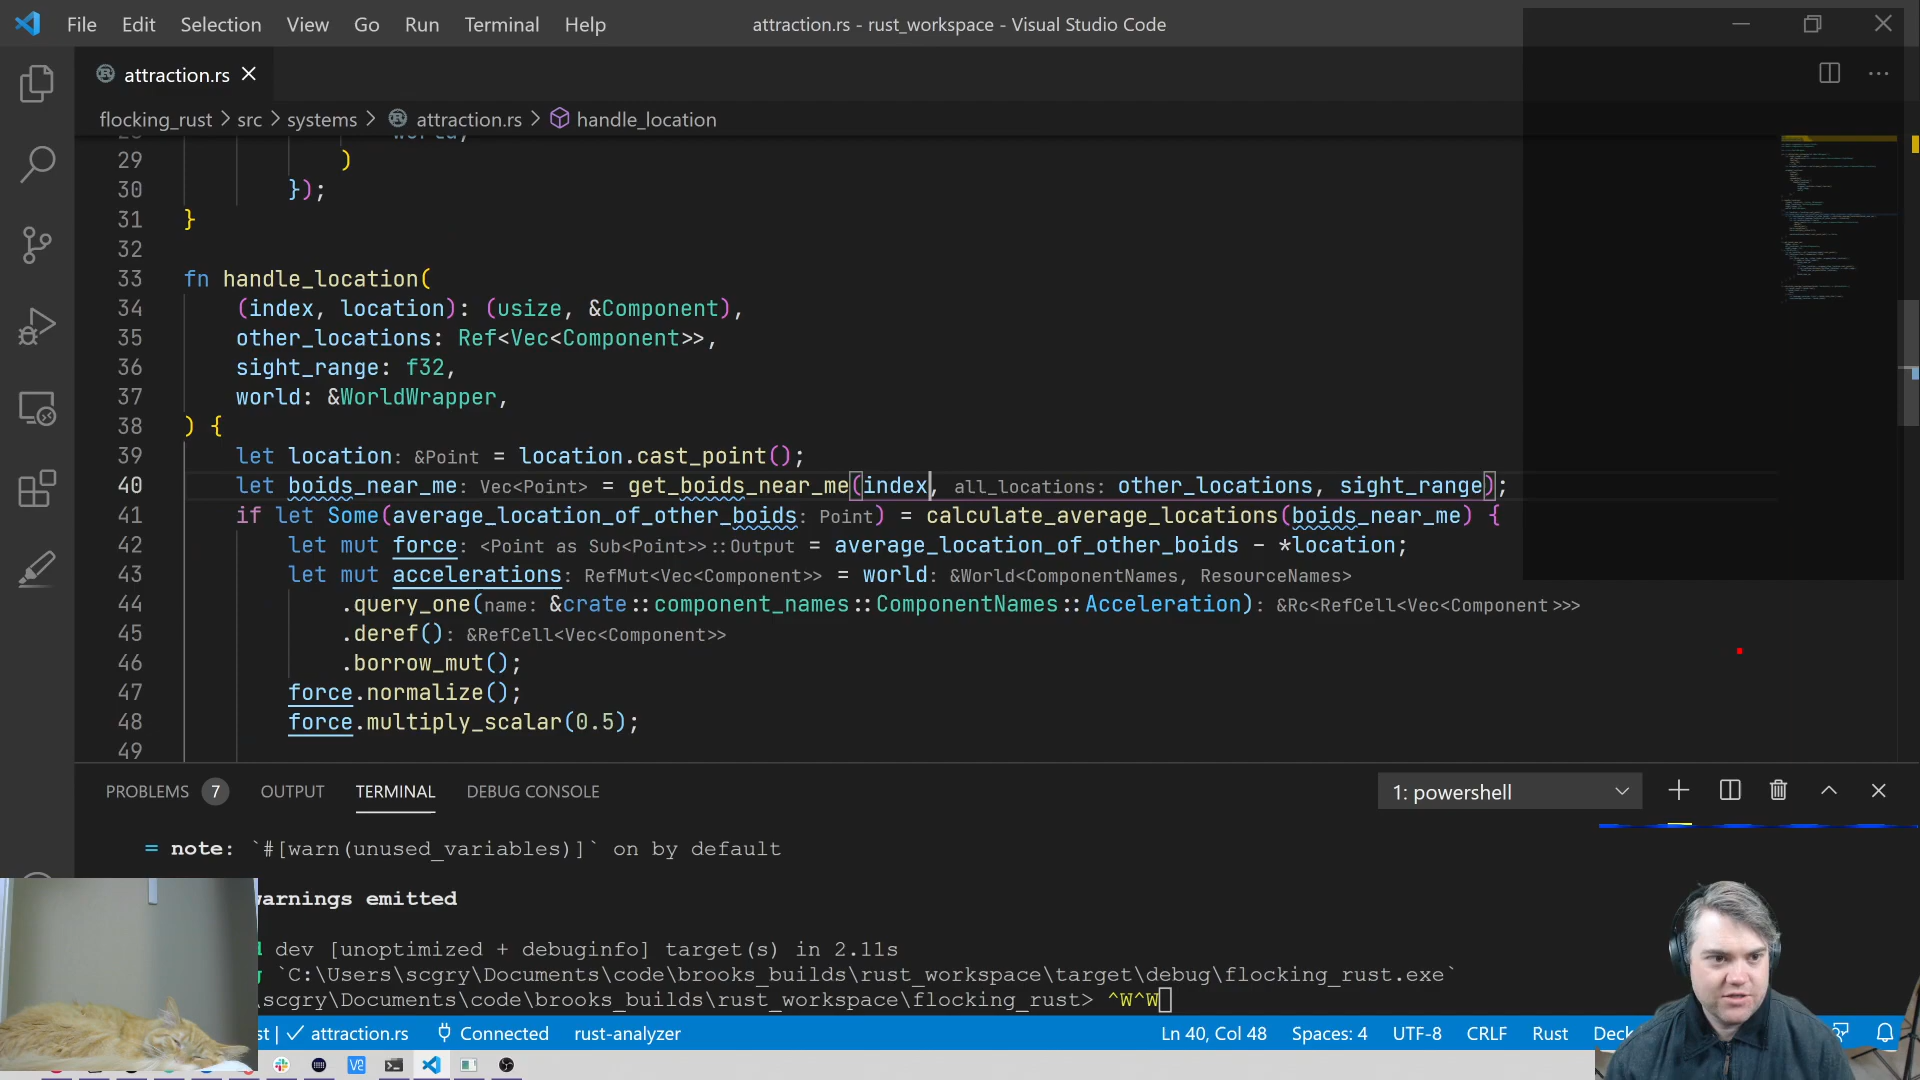 File Edit Selection View Go Run Terminal Help
attraction.rs - rust_workspace - Visual Studio Code
attraction.rs
flocking_rust > src > systems > attraction.rs > handle_location
29 )
30 });
31 }
32
33 fn handle_location(
34 (index, location): (usize, &Component),
35 other_locations: Ref<Vec<Component>>,
36 sight_range: f32,
37 world: &WorldWrapper,
38 ) {
39 let location: &Point = location.cast_point();
40 let boids_near_me: Vec<Point> = get_boids_near_me(index, all_locations: other_locations, sight_range);
41 if let Some(average_location_of_other_boids: Point) = calculate_average_locations(boids_near_me) {
42 let mut force: <Point as Sub<Point>>::Output = average_location_of_other_boids - *location;
43 let mut accelerations: RefMut<Vec<Component>> = world: &World<ComponentNames, ResourceNames>
44 .query_one(name: &crate::component_names::ComponentNames::Acceleration): &Rc<RefCell<Vec<Component>>>
45 .deref(): &RefCell<Vec<Component>>
46 .borrow_mut();
47 force.normalize();
48 force.multiply_scalar(0.5);
49
PROBLEMS 7 OUTPUT TERMINAL DEBUG CONSOLE
1: powershell
= note: `#[warn(unused_variables)]` on by default
warnings emitted
dev [unoptimized + debuginfo] target(s) in 2.11s
`C:\Users\scgry\Documents\code\brooks_builds\rust_workspace\target\debug\flocking_rust.exe`
\scgry\Documents\code\brooks_builds\rust_workspace\flocking_rust> ^W^W
attraction.rs Connected rust-analyzer Ln 40, Col 48 Spaces: 4 UTF-8 CRLF Rust